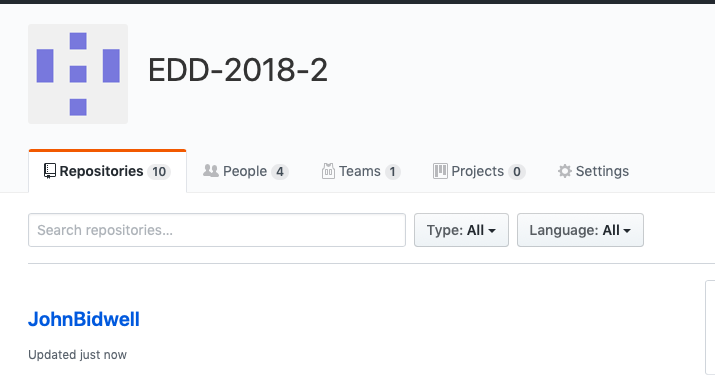 EDD-2018-2
Repositories 10 People 4 Teams 1 Projects 0 Settings
Search repositories... Type: All Language: All
JohnBidwell
Updated just now